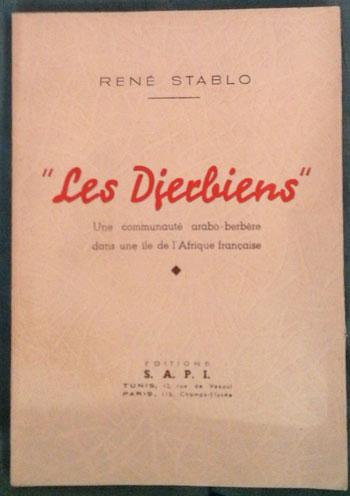 RENÉ STABLO
"Les Djerbiens"
Une communauté arabo-berbère
dans une île de l'Afrique française
EDITIONS
S. A. P. I.
TUNIS, 12, rue de Vesoul
PARIS, 115, Champs-Elysée